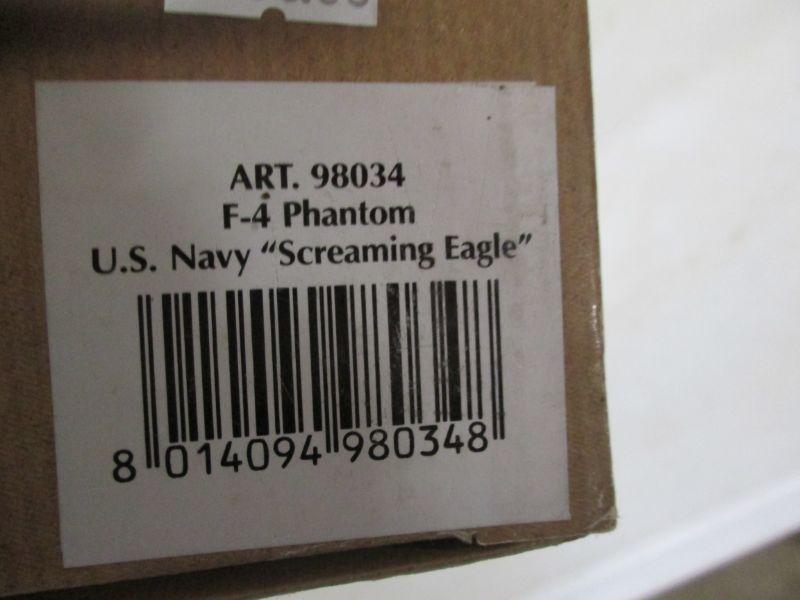 ART. 98034
F-4 Phantom
U.S. Navy “Screaming Eagle”
8 014094 980348